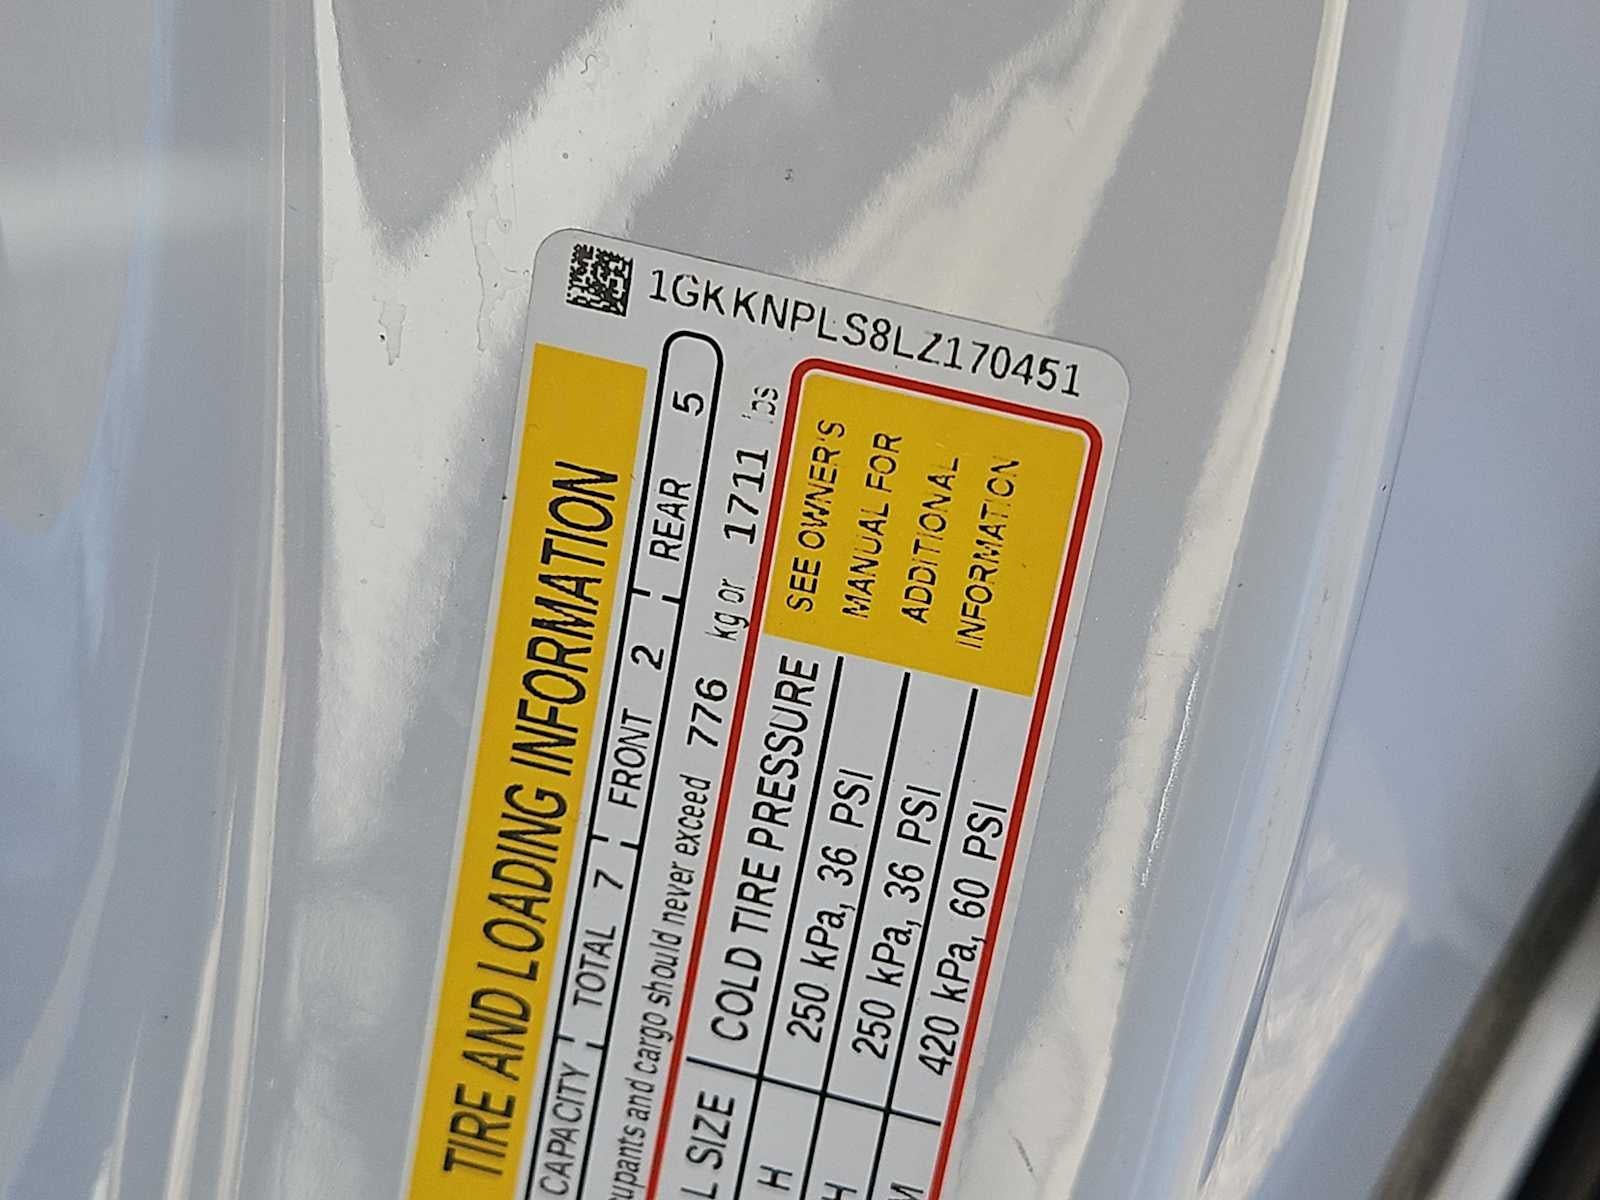 1GKKNPLS8LZ170451
TIRE AND LOADING INFORMATION
CAPACITY TOTAL 7 FRONT 2 REAR 5
and cargo should never exceed 776 kg or 1711 lbs
SIZE COLD TIRE PRESSURE
H 250 kPa, 36 PSI
H 250 kPa, 36 PSI
M 420 kPa, 60 PSI
SEE OWNER'S
MANUAL FOR
ADDITIONAL
INFORMATION